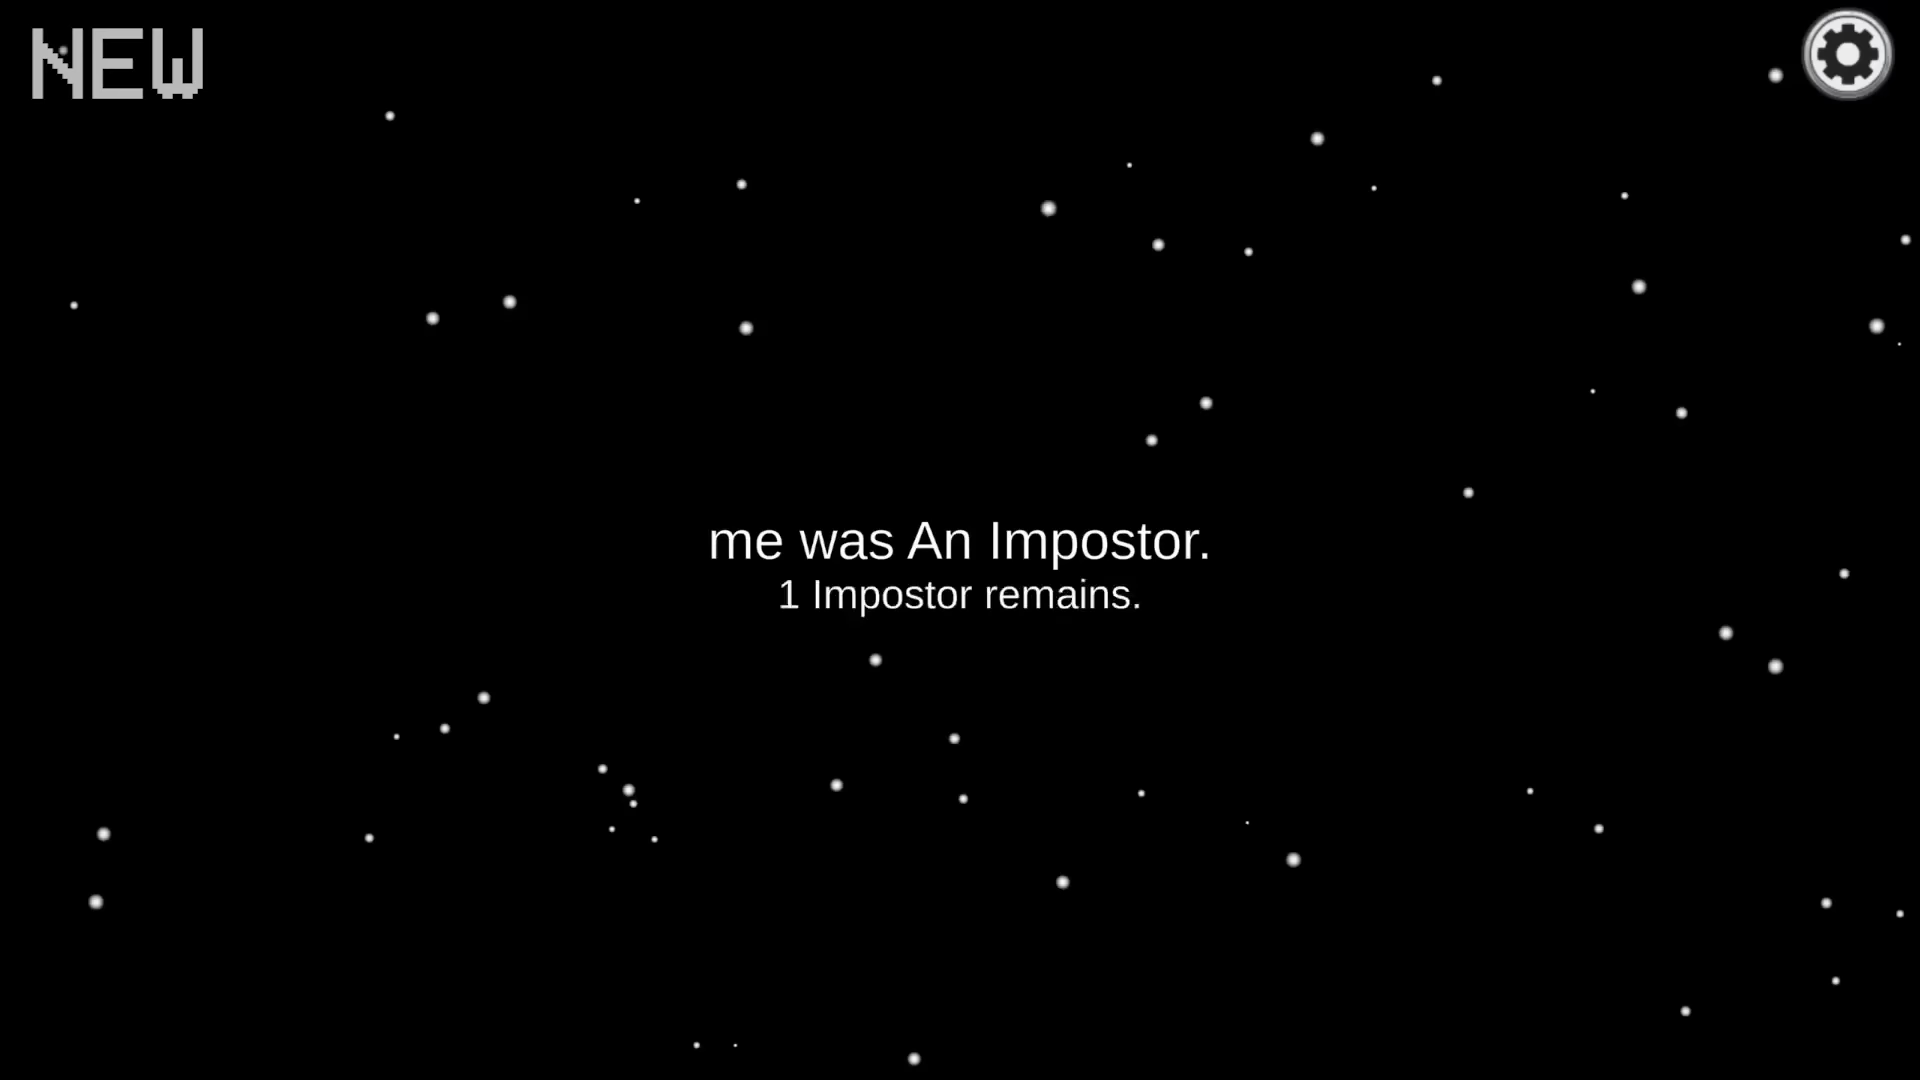 NEW
me was An Impostor.
1 Impostor remains.